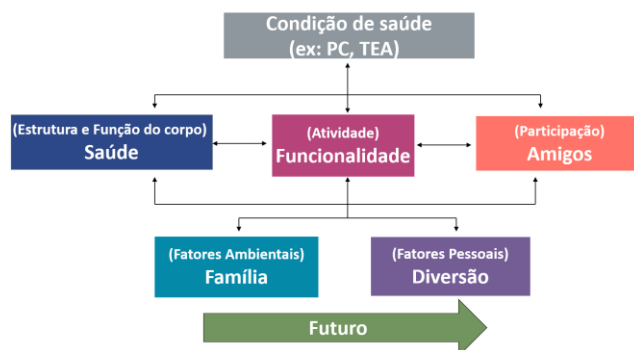 Condição de saúde
(ex: PC, TEA)
(Estrutura e Função do corpo)
Saúde
(Atividade)
Funcionalidade
(Participação)
Amigos
(Fatores Ambientais)
Família
(Fatores Pessoais)
Diversão
Futuro